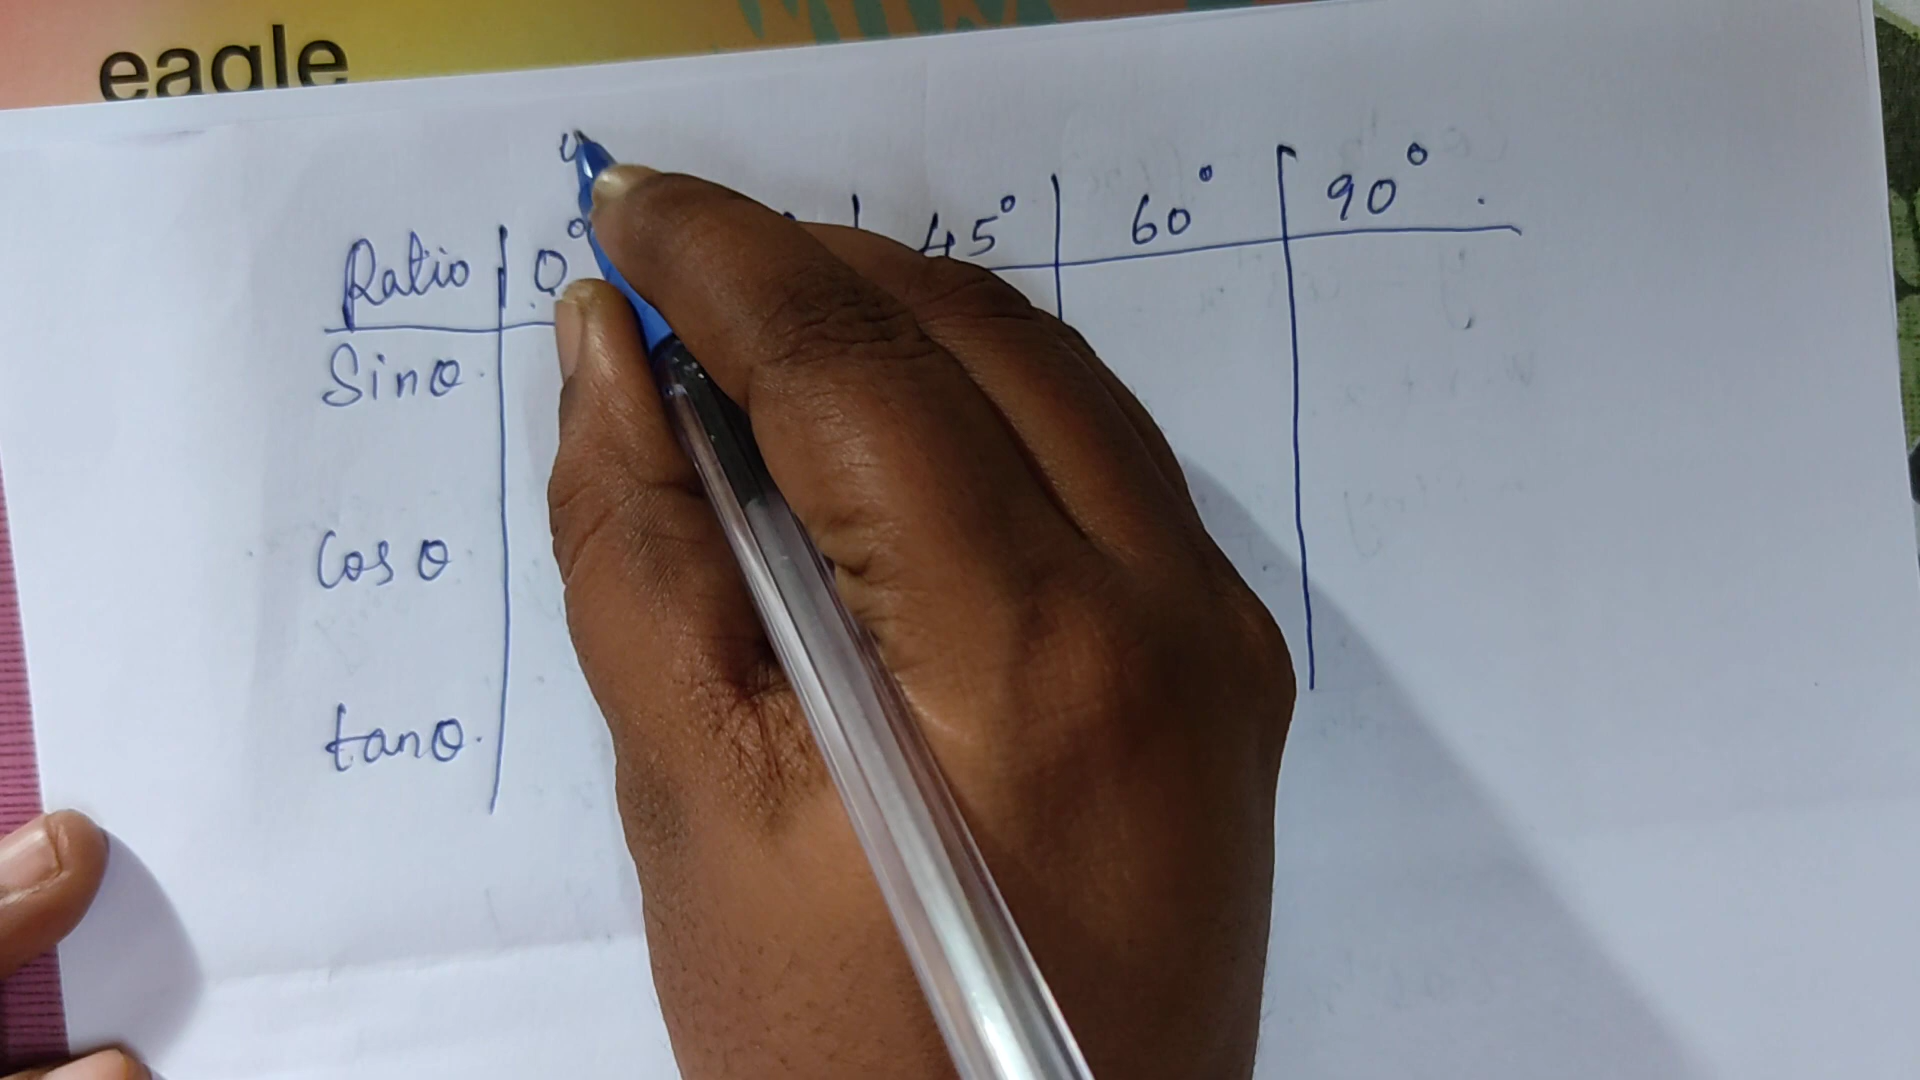 eagle
Ratio 0° 45° 60° 90°.
Sinθ.
Cosθ
tanθ.